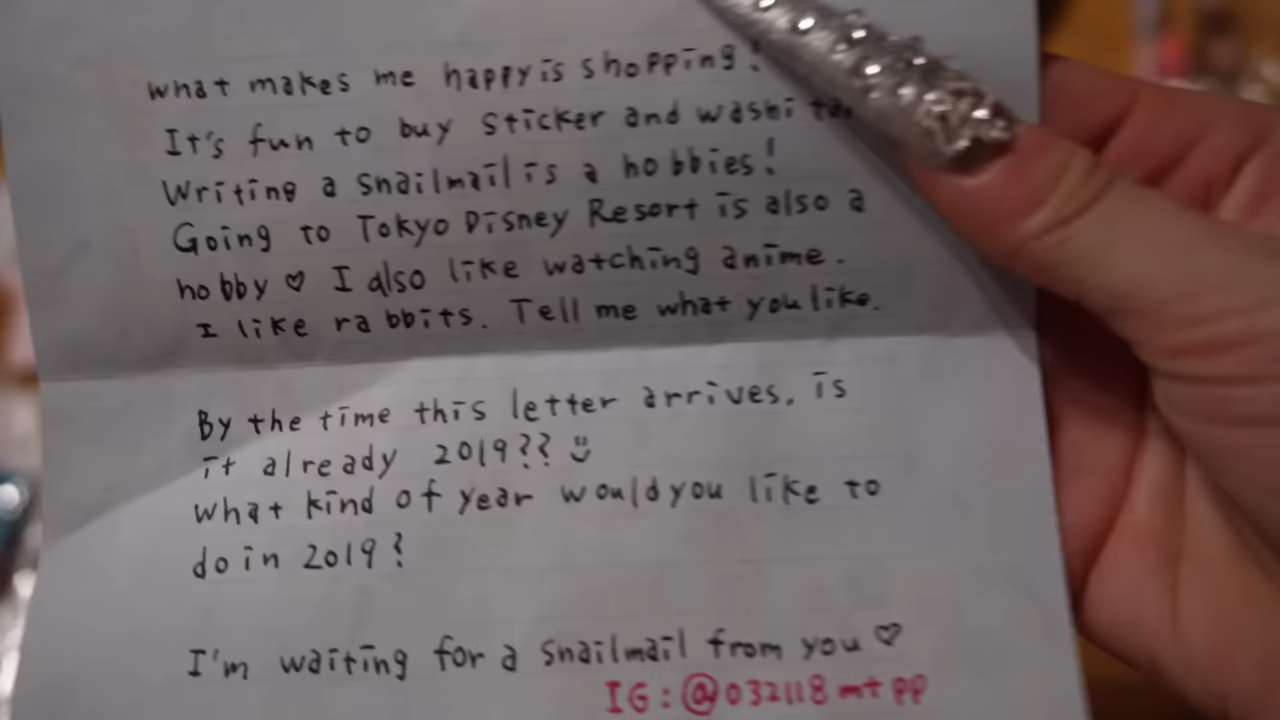 what makes me happy is shopping!
It's fun to buy sticker and washi
Writing a snailmail is a hobbies!
Going to Tokyo Disney Resort is also a
hobby ♡ I also like watching anime.
I like rabbits. Tell me what you like.
By the time this letter arrives, is
it already 2019??
What kind of year would you like to
do in 2019?
I'm waiting for a snailmail from you ♡
IG:@032118mtpp